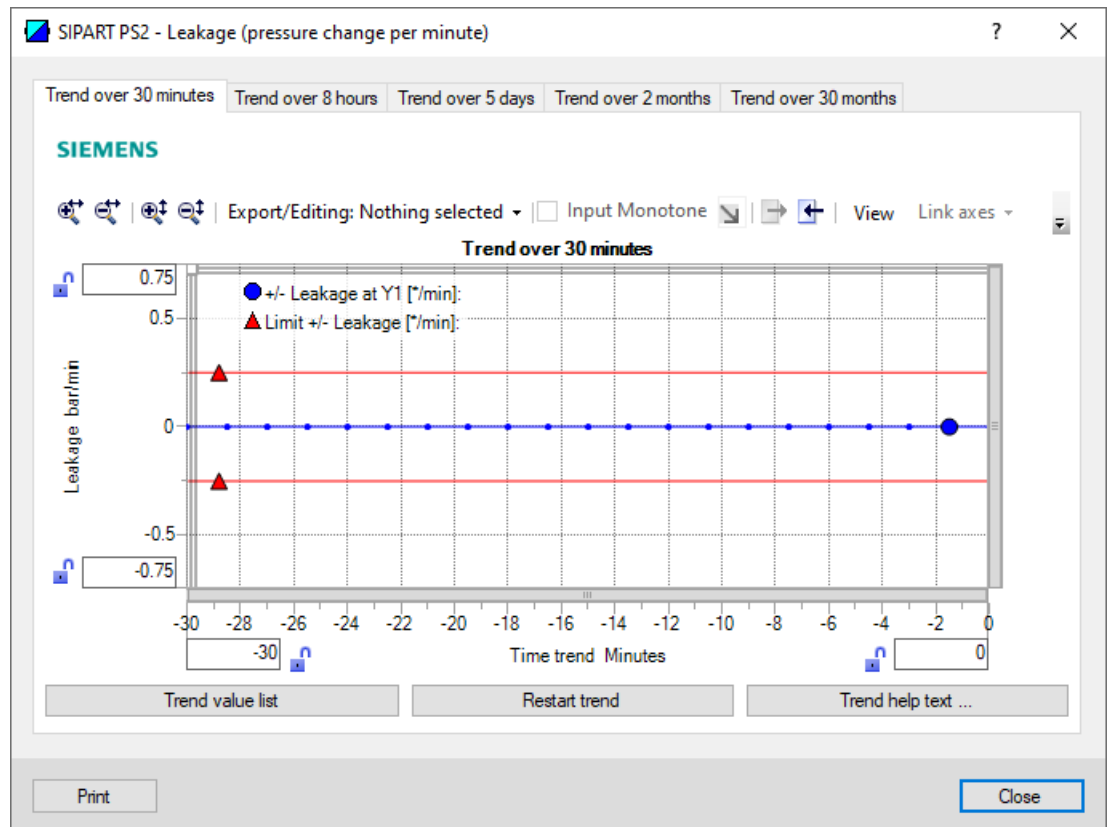 SIPART PS2 - Leakage (pressure change per minute)
? ×
Trend over 30 minutes Trend over 8 hours Trend over 5 days Trend over 2 months Trend over 30 months
SIEMENS
Export/Editing: Nothing selected Input Monotone View Link axes
Trend over 30 minutes
0.75
+/- Leakage at Y1 [*/min]:
0.5
Limit +/- Leakage [*/min]:
Leakage bar/min
0
-0.5
-0.75
-30 -28 -26 -24 -22 -20 -18 -16 -14 -12 -10 -8 -6 -4 -2 0
-30 Time trend Minutes 0
Trend value list Restart trend Trend help text ...
Print Close